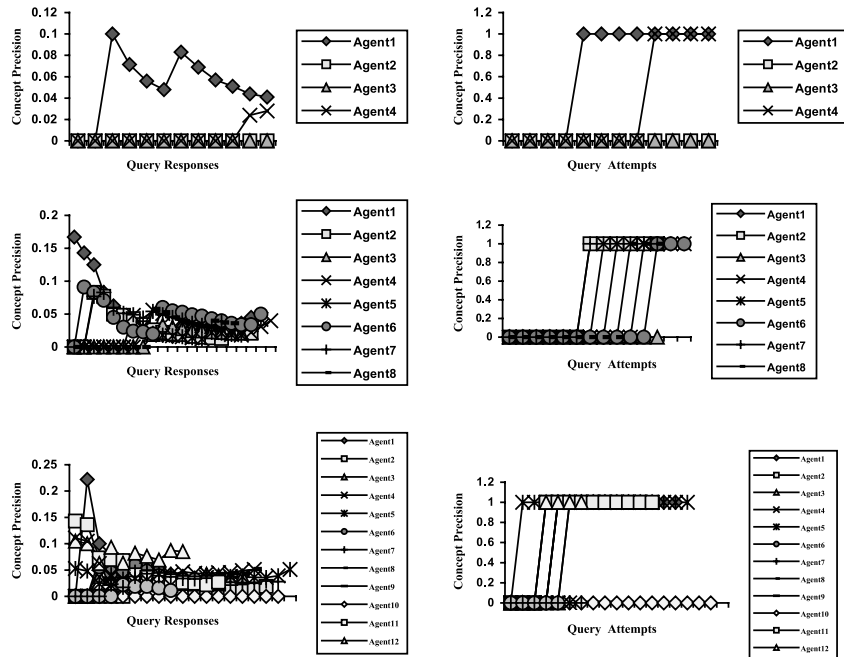 0.12
0.1
0.08
0.06
0.04
0.02
0
Concept Precision
Query Responses
Agent1
Agent2
Agent3
Agent4
1.2
1
0.8
0.6
0.4
0.2
0
Concept Precision
Query Attempts
Agent1
Agent2
Agent3
Agent4
0.2
0.15
0.1
0.05
0
Concept Precision
Query Responses
Agent1
Agent2
Agent3
Agent4
Agent5
Agent6
Agent7
Agent8
1.2
1
0.8
0.6
0.4
0.2
0
Concept Precision
Query Attempts
Agent1
Agent2
Agent3
Agent4
Agent5
Agent6
Agent7
Agent8
0.25
0.2
0.15
0.1
0.05
0
Concept Precision
Query Responses
Agent1
Agent2
Agent3
Agent4
Agent5
Agent6
Agent7
Agent8
Agent9
Agent10
Agent11
Agent12
1.2
1
0.8
0.6
0.4
0.2
0
Concept Precision
Query Attempts
Agent1
Agent2
Agent3
Agent4
Agent5
Agent6
Agent7
Agent8
Agent9
Agent10
Agent11
Agent12